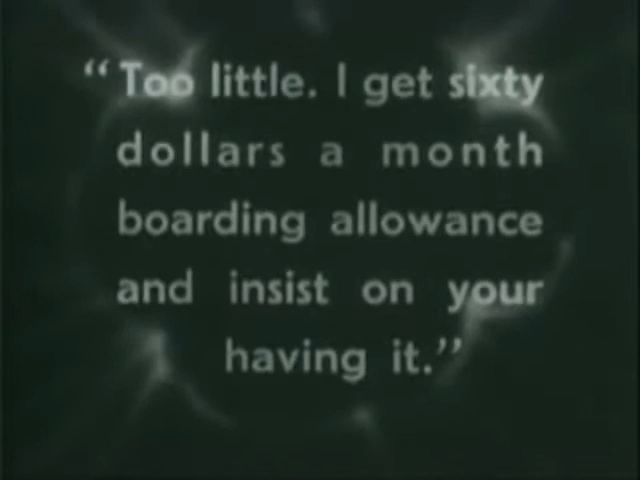 “Too little. I get sixty
dollars a month
boarding allowance
and insist on your
having it.”